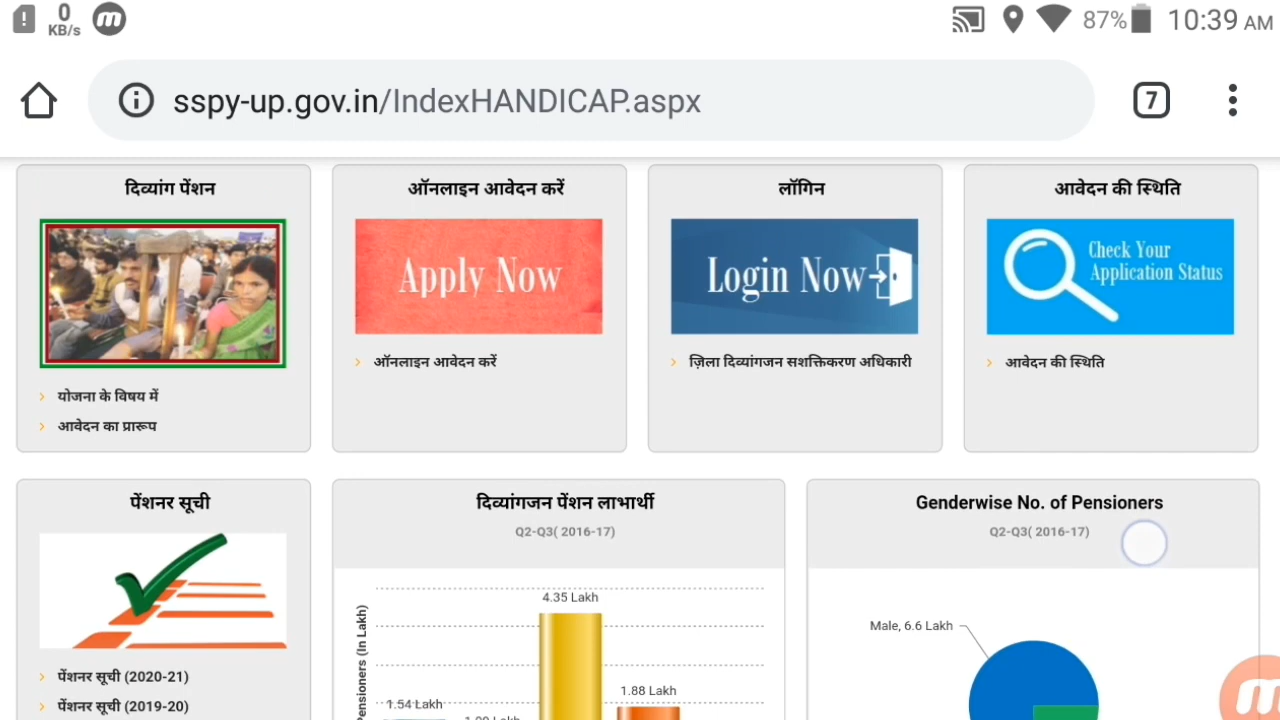 0
KB/s
87%
10:39 AM
sspy-up.gov.in/IndexHANDICAP.aspx
7
दिव्यांग पेंशन
योजना के विषय में
आवेदन का प्रारूप
ऑनलाइन आवेदन करें
Apply Now
ऑनलाइन आवेदन करें
लॉगिन
Login Now
ज़िला दिव्यांगजन सशक्तिकरण अधिकारी
आवेदन की स्थिति
Check Your
Application Status
आवेदन की स्थिति
पेंशनर सूची
पेंशनर सूची (2020-21)
पेंशनर सूची (2019-20)
दिव्यांगजन पेंशन लाभार्थी
Q2-Q3( 2016-17)
Pensioners (In Lakh)
4.35 Lakh
1.88 Lakh
1.54 Lakh
Genderwise No. of Pensioners
Q2-Q3( 2016-17)
Male, 6.6 Lakh